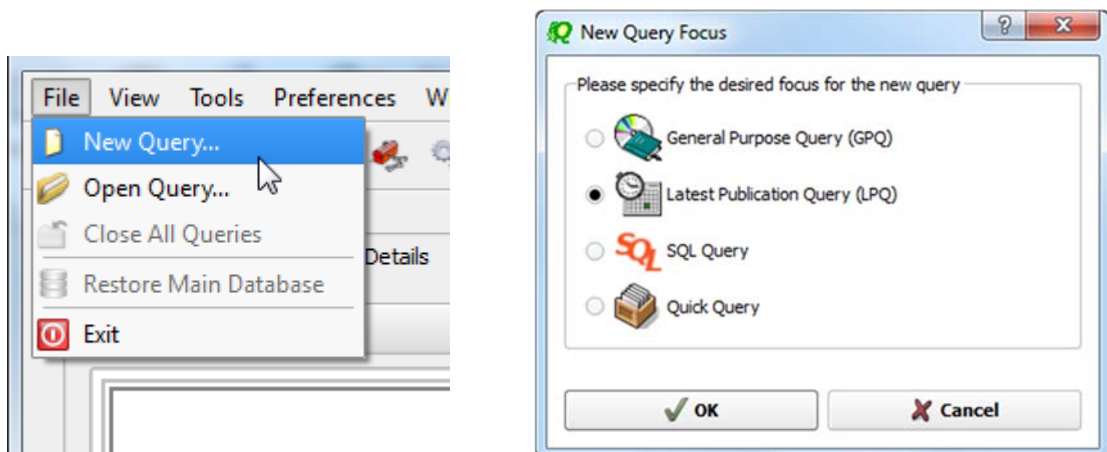 File View Tools Preferences
New Query...
Open Query...
Close All Queries
Details
Restore Main Database
Exit
New Query Focus
Please specify the desired focus for the new query
General Purpose Query (GPQ)
Latest Publication Query (LPQ)
SQL SQL Query
Quick Query
OK Cancel